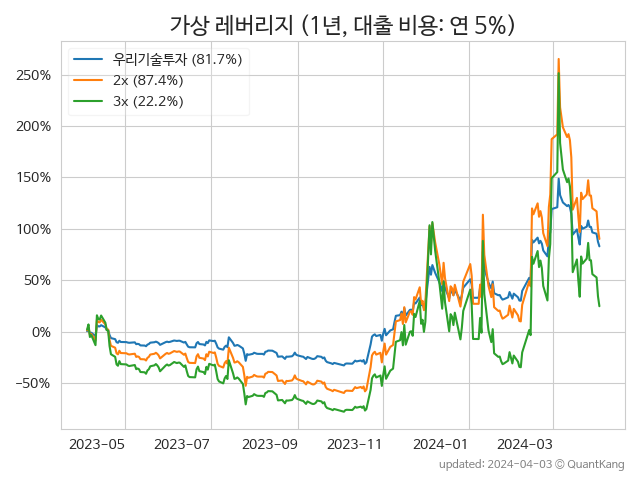 가상 레버리지 (1년, 대출 비용: 연 5%)
우리기술투자 (81.7%)
2x (87.4%)
3x (22.2%)
250%
200%
150%
100%
50%
0%
−50%
2023-05 2023-07 2023-09 2023-11 2024-01 2024-03
updated: 2024-04-03 © QuantKang